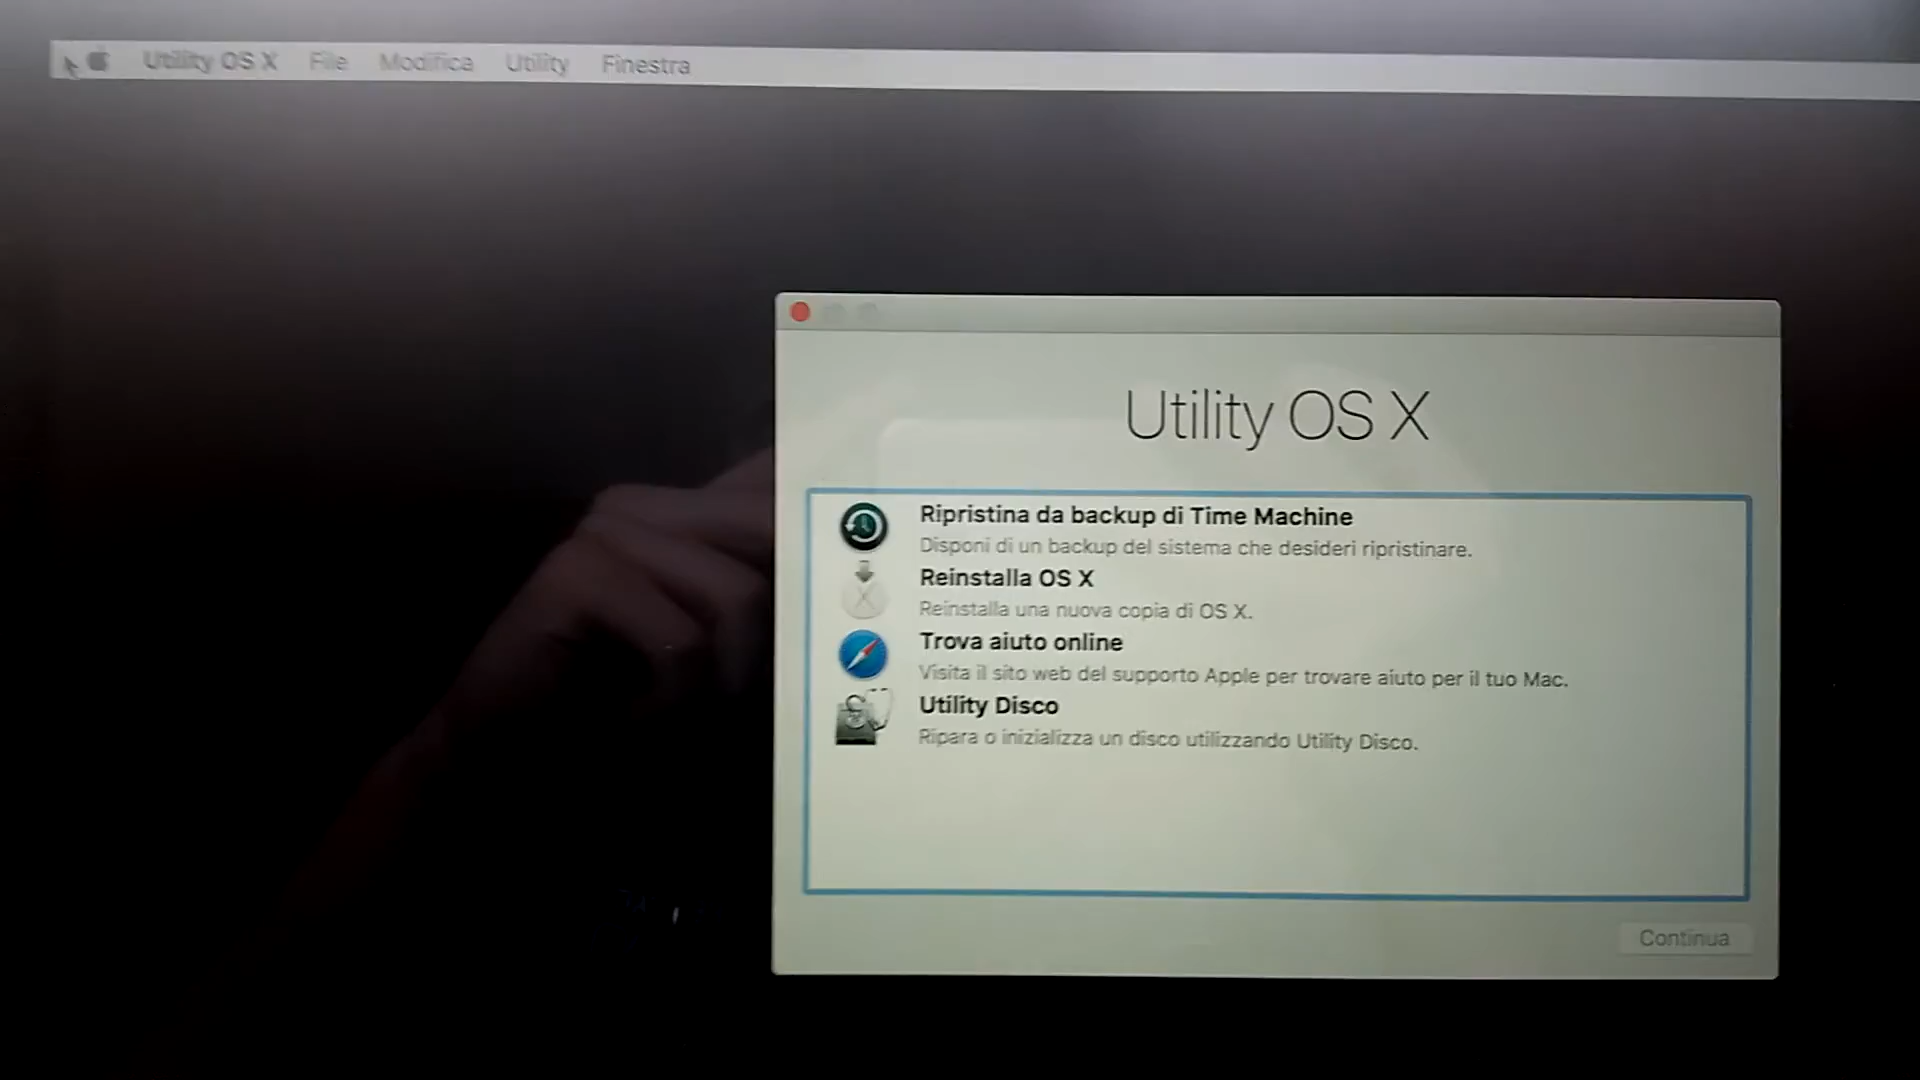 Utility OS X File Modifica Utility Finestra
Utility OS X
Ripristina da backup di Time Machine
Disponi di un backup del sistema che desideri ripristinare.
Reinstalla OS X
Reinstalla una nuova copia di OS X.
Trova aiuto online
Visita il sito web del supporto Apple per trovare aiuto per il tuo Mac.
Utility Disco
Ripara o inizializza un disco utilizzando Utility Disco.
Continua